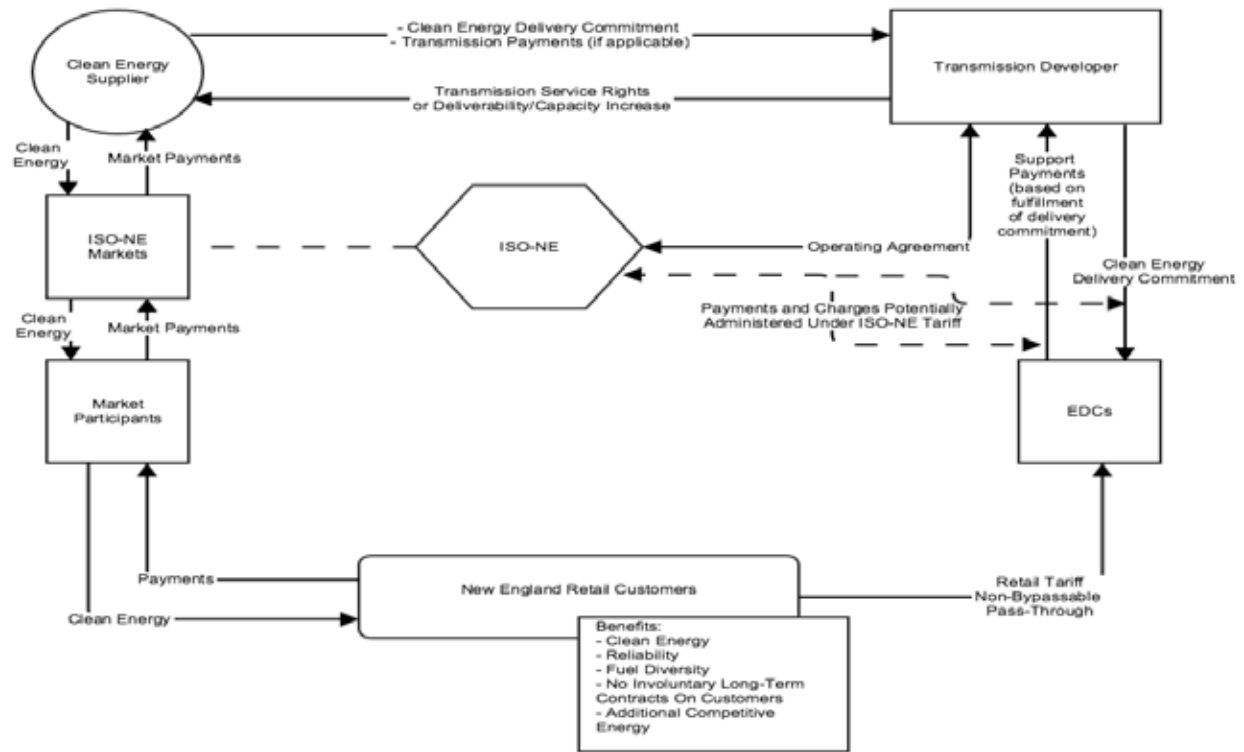 - Clean Energy Delivery Commitment
- Transmission Payments (if applicable)
Clean Energy
Supplier
Transmission Developer
Transmission Service Rights
or Deliverability/Capacity Increase
Clean
Energy
Market Payments
Support
Payments
(based on
fulfillment
of delivery
commitment)
ISO-NE
Markets
ISO-NE
Operating Agreement
Clean Energy
Delivery Commitment
Clean
Energy
Market Payments
Payments and Charges Potentially
Administered Under ISO-NE Tariff
Market
Participants
EDCs
Payments
New England Retail Customers
Retail Tariff
Non-Bypassable
Pass-Through
Clean Energy
Benefits:
- Clean Energy
- Reliability
- Fuel Diversity
- No Involuntary Long-Term
Contracts On Customers
- Additional Competitive
Energy